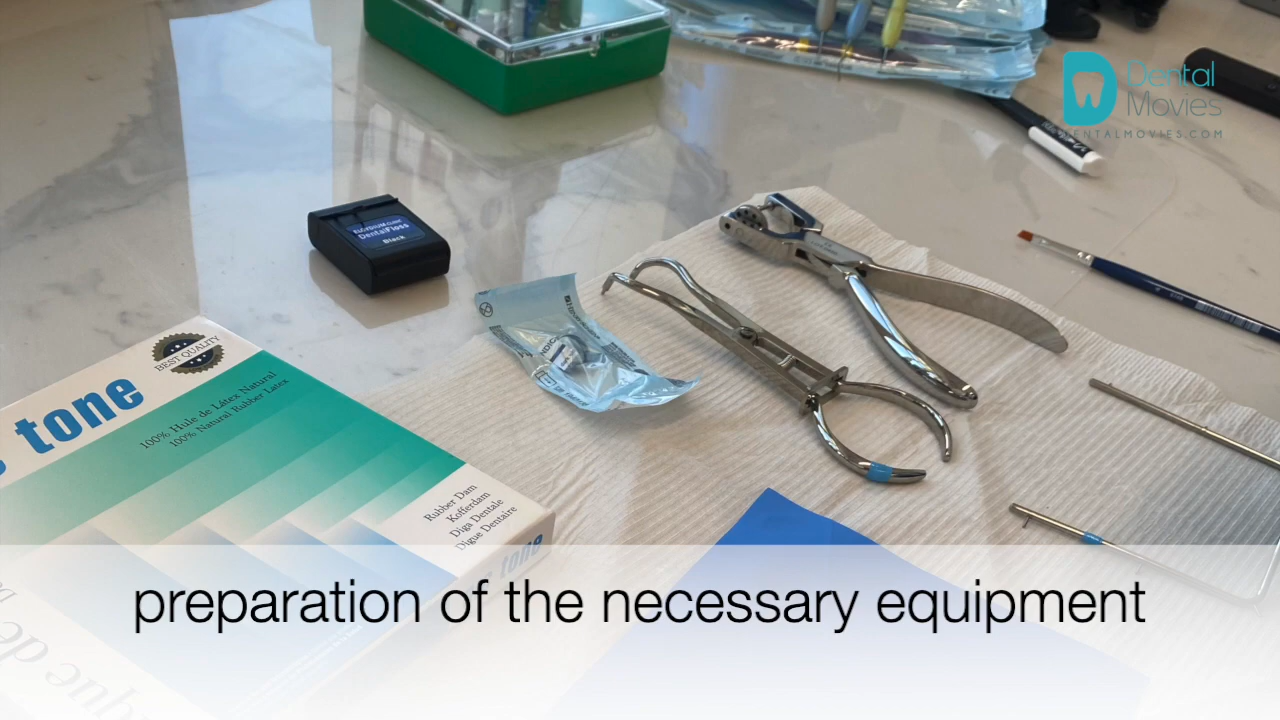 Dental
Movies
DENTALMOVIES.COM
DentalFloss
Black
BEST QUALITY
tone
100% Hule de Látex Natural
100% Natural Rubber Latex
Rubber Dam
Kofferdam
Diga Dentale
Digue Dentaire
tone
preparation of the necessary equipment